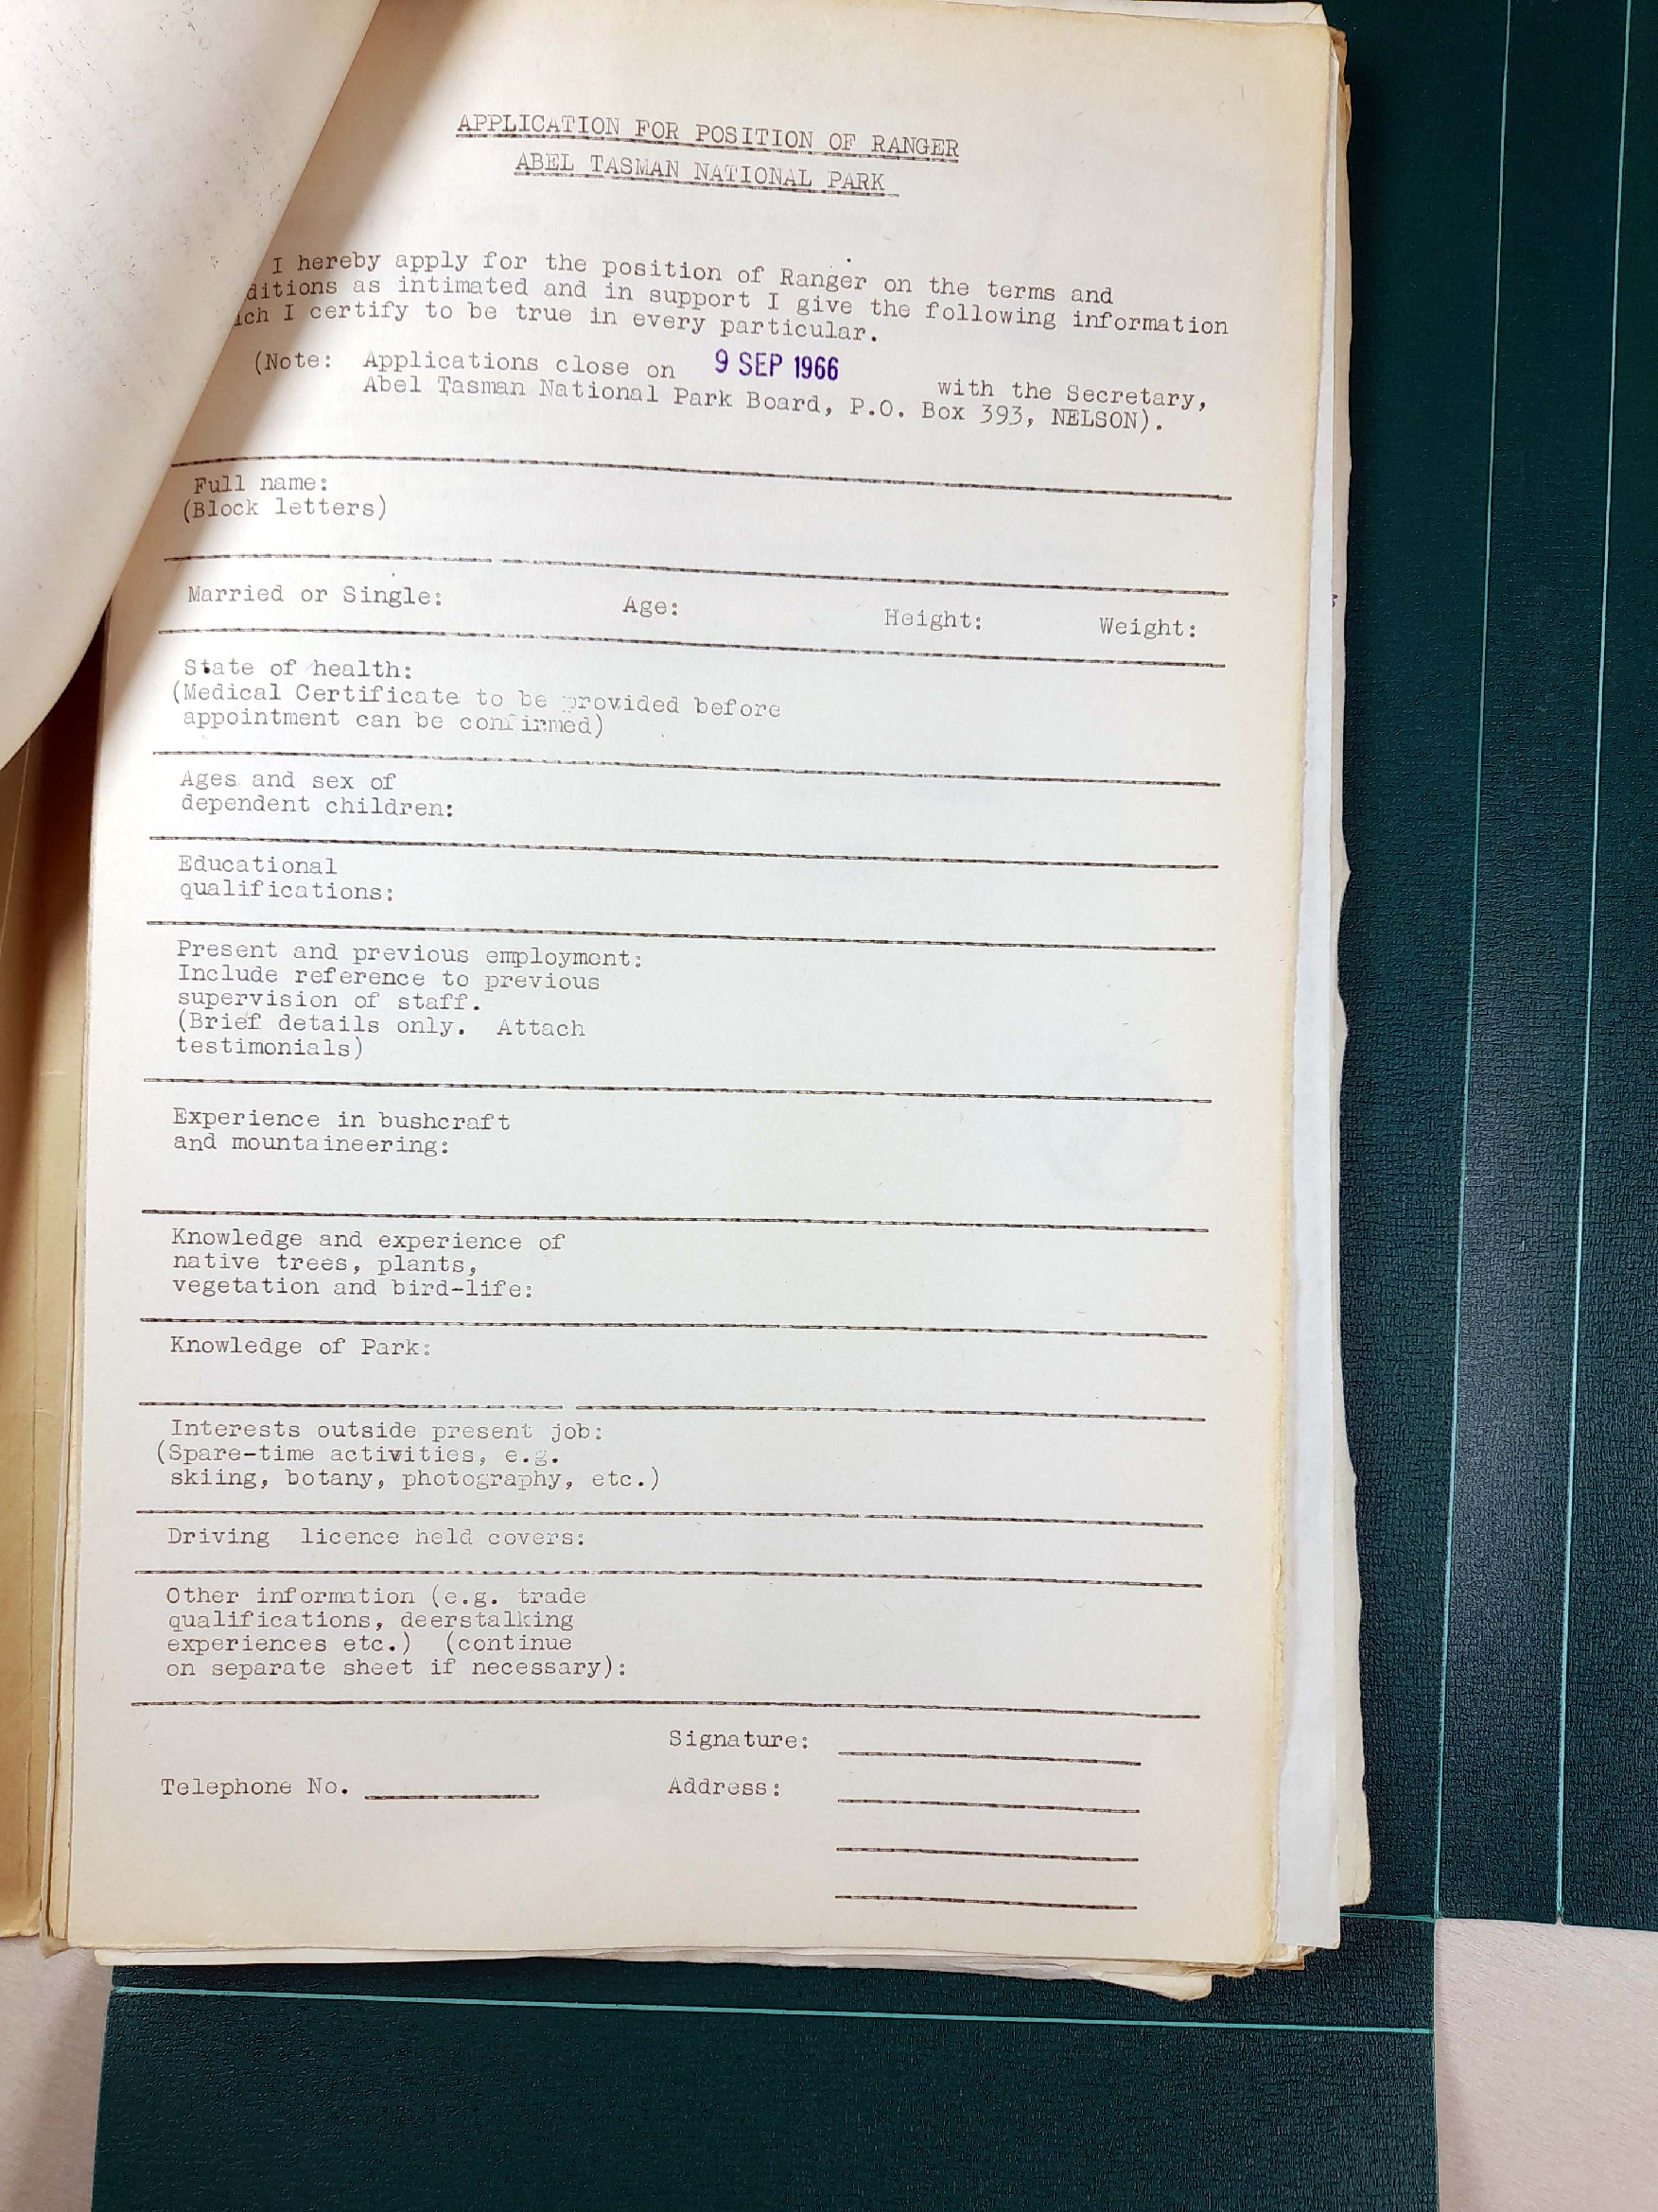 APPLICATION FOR POSITION OF RANGER
ABEL TASMAN NATIONAL PARK
I hereby apply for the position of Ranger on the terms and
ditions as intimated and in support I give the following information
ich I certify to be true in every particular.
(Note: Applications close on 9 SEP 1966 with the Secretary,
Abel Tasman National Park Board, P.O. Box 393, NELSON).
Full name:
(Block letters)
Married or Single: Age: Height: Weight:
State of health:
(Medical Certificate to be provided before
appointment can be confirmed)
Ages and sex of
dependent children:
Educational
qualifications:
Present and previous employment:
Include reference to previous
supervision of staff.
(Brief details only. Attach
testimonials)
Experience in bushcraft
and mountaineering:
Knowledge and experience of
native trees, plants,
vegetation and bird-life:
Knowledge of Park:
Interests outside present job:
(Spare-time activities, e.g.
skiing, botany, photography, etc.)
Driving licence held covers:
Other information (e.g. trade
qualifications, deerstalking
experiences etc.) (continue
on separate sheet if necessary):
Signature:
Telephone No. Address: